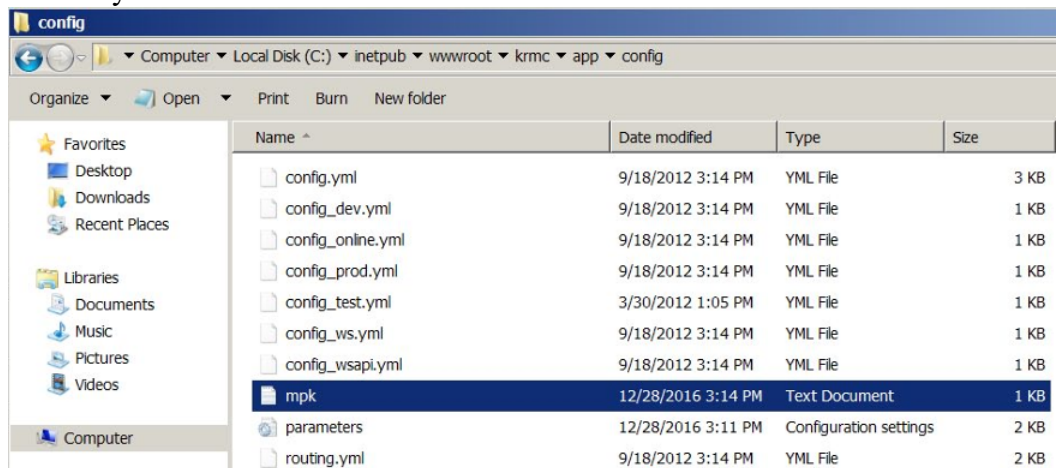 config
Computer Local Disk (C:) inetpub wwwroot krmc app config
Organize Open Print Burn New folder
Favorites
Desktop
Downloads
Recent Places
Libraries
Documents
Music
Pictures
Videos
Computer
Name Date modified Type Size
config.yml 9/18/2012 3:14 PM YML File 3 KB
config_dev.yml 9/18/2012 3:14 PM YML File 1 KB
config_online.yml 9/18/2012 3:14 PM YML File 1 KB
config_prod.yml 9/18/2012 3:14 PM YML File 1 KB
config_test.yml 3/30/2012 1:05 PM YML File 1 KB
config_ws.yml 9/18/2012 3:14 PM YML File 1 KB
config_wsapi.yml 9/18/2012 3:14 PM YML File 1 KB
mpk 12/28/2016 3:14 PM Text Document 1 KB
parameters 12/28/2016 3:11 PM Configuration settings 2 KB
routing.yml 9/18/2012 3:14 PM YML File 2 KB